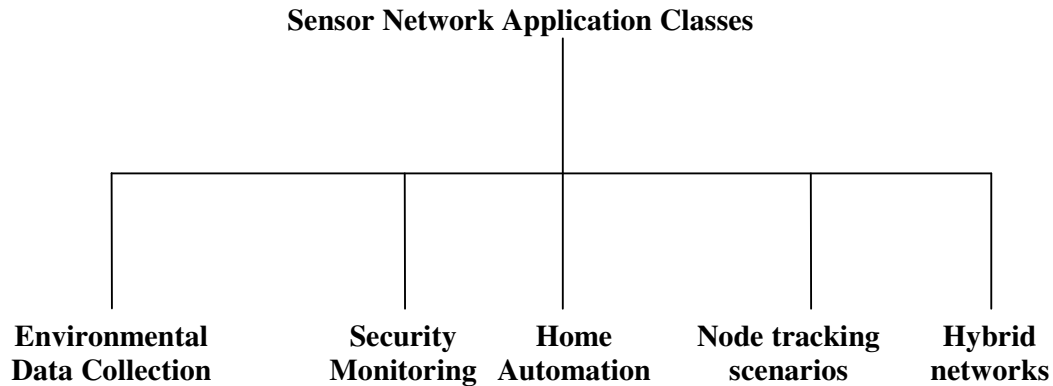 Sensor Network Application Classes
Environmental
Data Collection
Security
Monitoring
Home
Automation
Node tracking
scenarios
Hybrid
networks